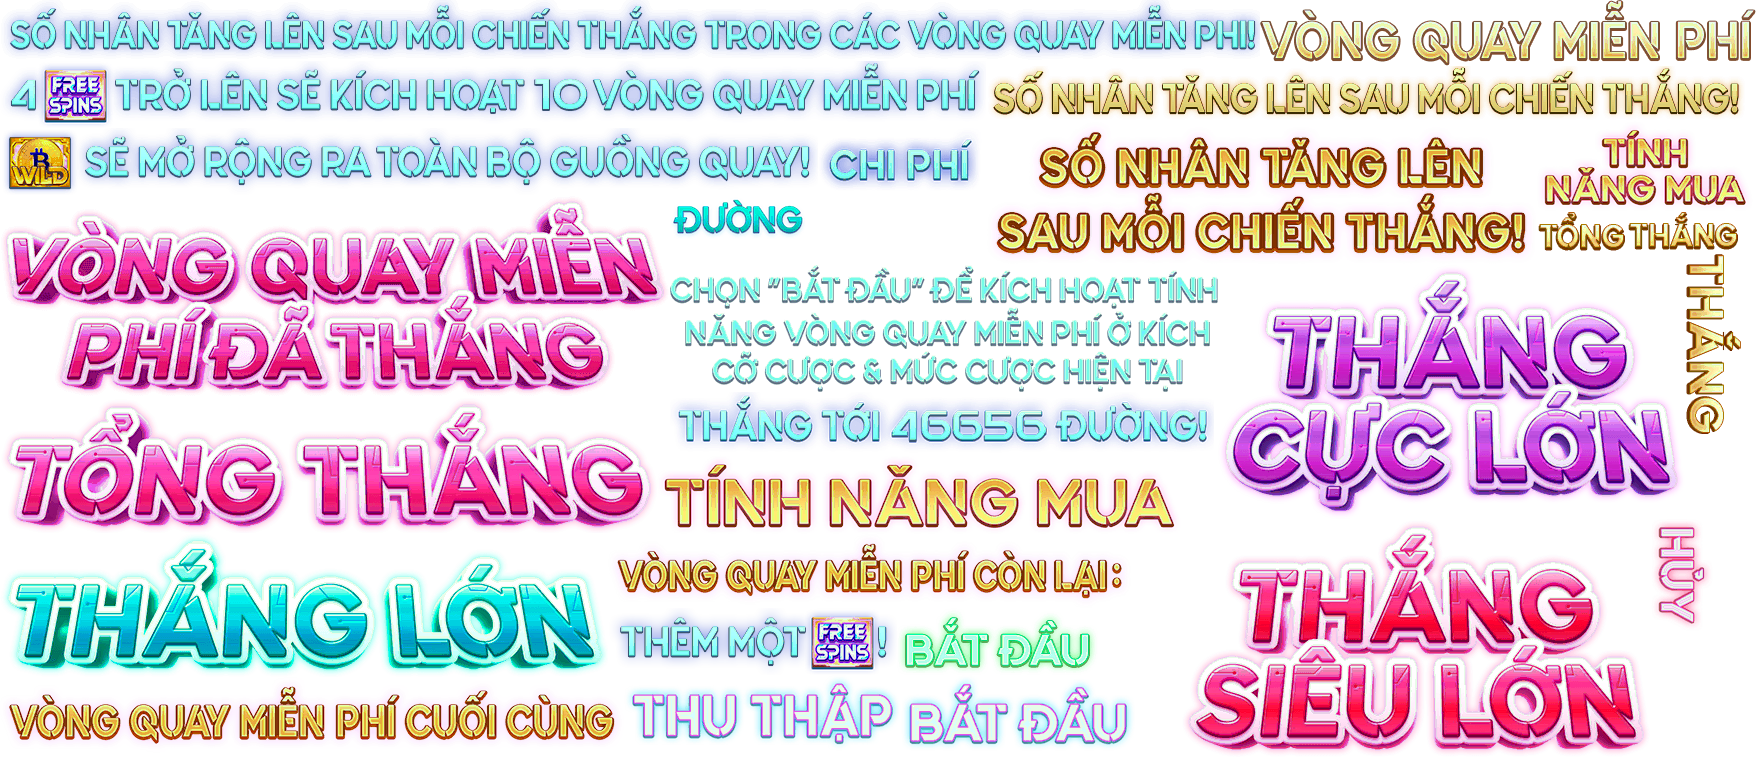 SỐ NHÂN TĂNG LÊN SAU MỖI CHIẾN THẮNG TRONG CÁC VÒNG QUAY MIỄN PHI!
VÒNG QUAY MIỄN PHÍ
4 FREE SPINS TRỞ LÊN SẼ KÍCH HOẠT 10 VÒNG QUAY MIỄN PHÍ
SỐ NHÂN TĂNG LÊN SAU MỖI CHIẾN THẮNG!
B WILD SẼ MỞ RỘNG RA TOÀN BỘ GUỒNG QUAY!
CHI PHÍ
SỐ NHÂN TĂNG LÊN
SAU MỖI CHIẾN THẮNG!
TÍNH
NĂNG MUA
TỔNG THẮNG
THẮNG
VÒNG QUAY MIỄN
PHÍ ĐÃ THẮNG
ĐƯỜNG
CHỌN "BẮT ĐẦU" ĐỂ KÍCH HOẠT TÍNH
NĂNG VÒNG QUAY MIỄN PHÍ Ở KÍCH
CỠ CƯỢC & MỨC CƯỢC HIỆN TẠI
THẮNG TỚI 46656 ĐƯỜNG!
THẮNG
CỰC LỚN
TỔNG THẮNG
TÍNH NĂNG MUA
THẮNG LỚN
VÒNG QUAY MIỄN PHÍ CÒN LẠI:
THÊM MỘT FREE SPINS!
BẮT ĐẦU
HỦY
THẮNG
SIÊU LỚN
VÒNG QUAY MIỄN PHÍ CUỐI CÙNG
THU THẬP
BẮT ĐẦU